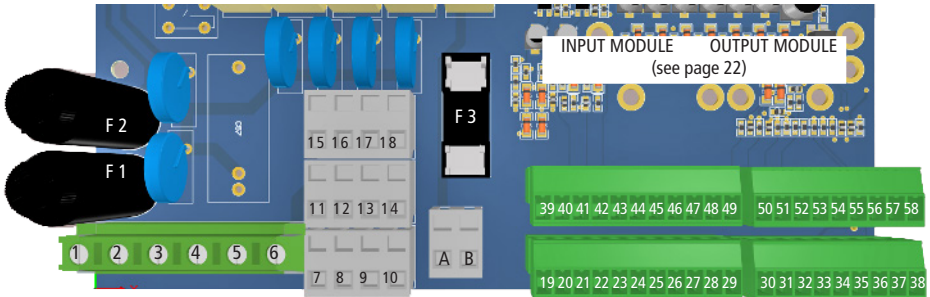 INPUT MODULE OUTPUT MODULE
(see page 22)
F 2
F 3
15 16 17 18
F 1
11 12 13 14
39 40 41 42 43 44 45 46 47 48 49 50 51 52 53 54 55 56 57 58
1 2 3 4 5 6
A B
7 8 9 10
19 20 21 22 23 24 25 26 27 28 29 30 31 32 33 34 35 36 37 38